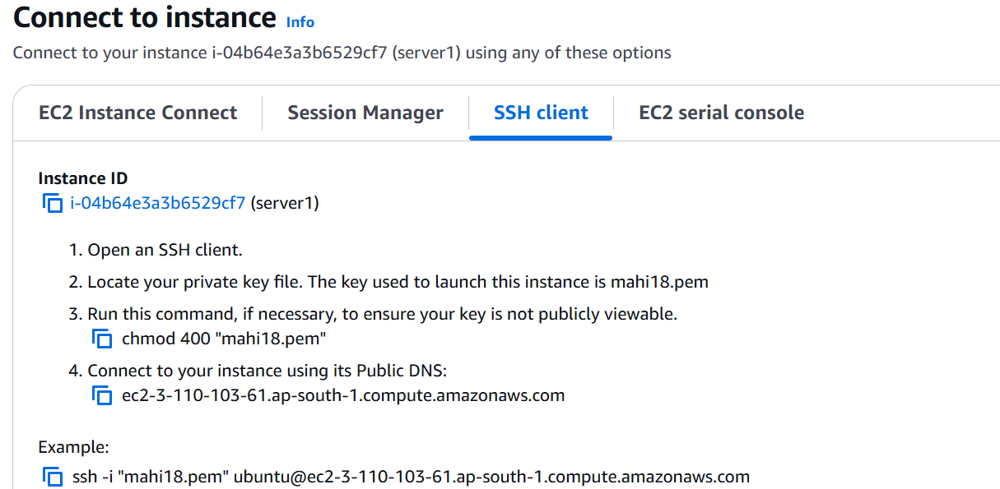 Connect to instance Info
Connect to your instance i-04b64e3a3b6529cf7 (server1) using any of these options
EC2 Instance Connect Session Manager SSH client EC2 serial console
Instance ID
i-04b64e3a3b6529cf7 (server1)
1. Open an SSH client.
2. Locate your private key file. The key used to launch this instance is mahi18.pem
3. Run this command, if necessary, to ensure your key is not publicly viewable.
chmod 400 "mahi18.pem"
4. Connect to your instance using its Public DNS:
ec2-3-110-103-61.ap-south-1.compute.amazonaws.com
Example:
ssh -i "mahi18.pem" ubuntu@ec2-3-110-103-61.ap-south-1.compute.amazonaws.com